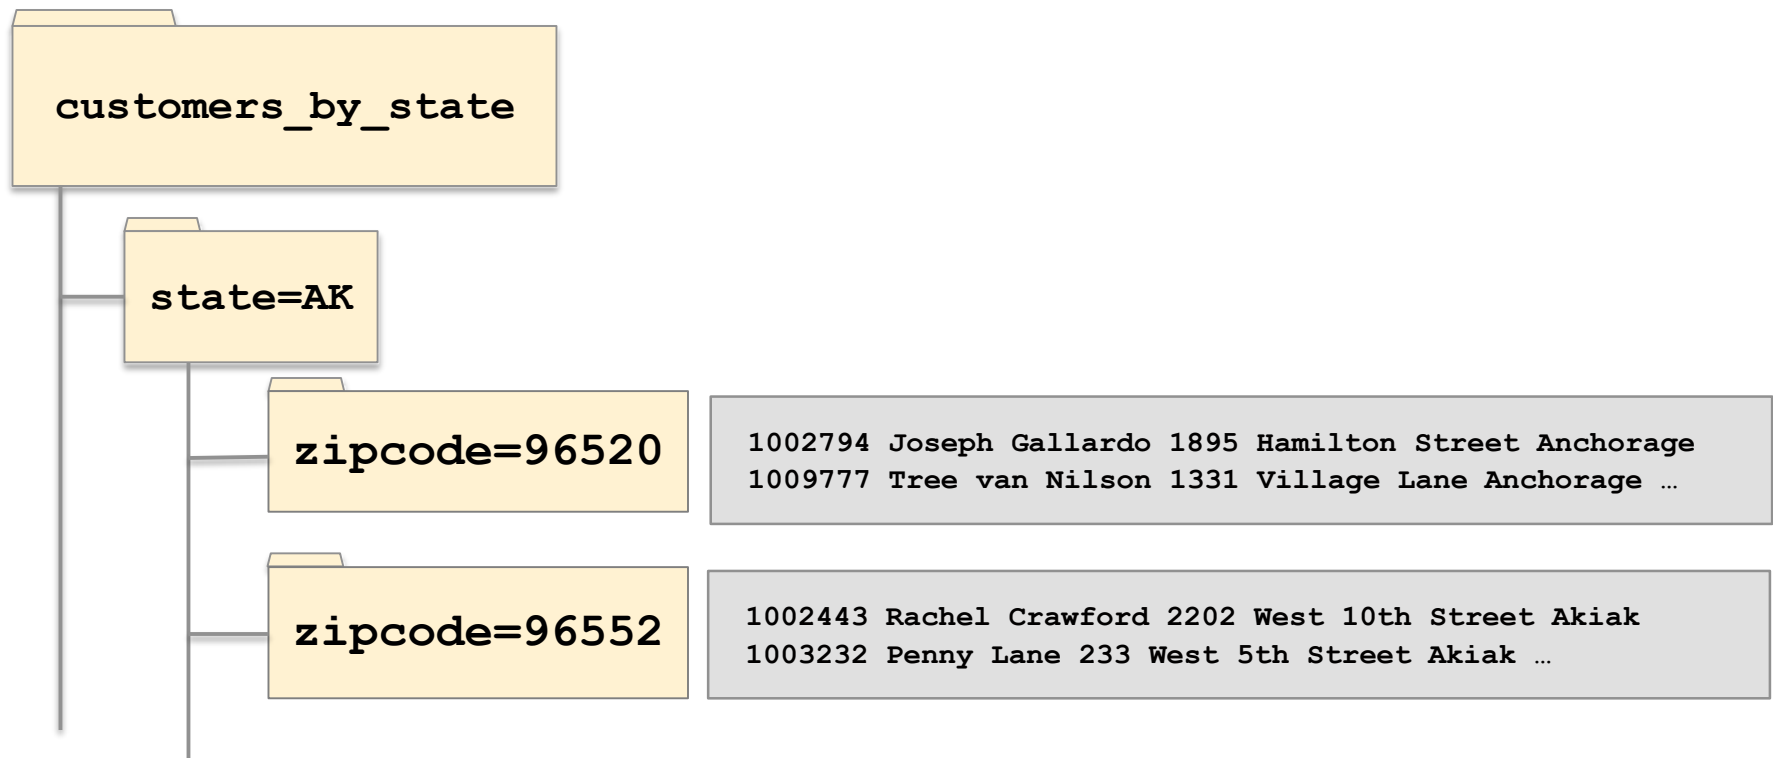 customers_by_state
state=AK
zipcode=96520
1002794 Joseph Gallardo 1895 Hamilton Street Anchorage
1009777 Tree van Nilson 1331 Village Lane Anchorage …
zipcode=96552
1002443 Rachel Crawford 2202 West 10th Street Akiak
1003232 Penny Lane 233 West 5th Street Akiak …